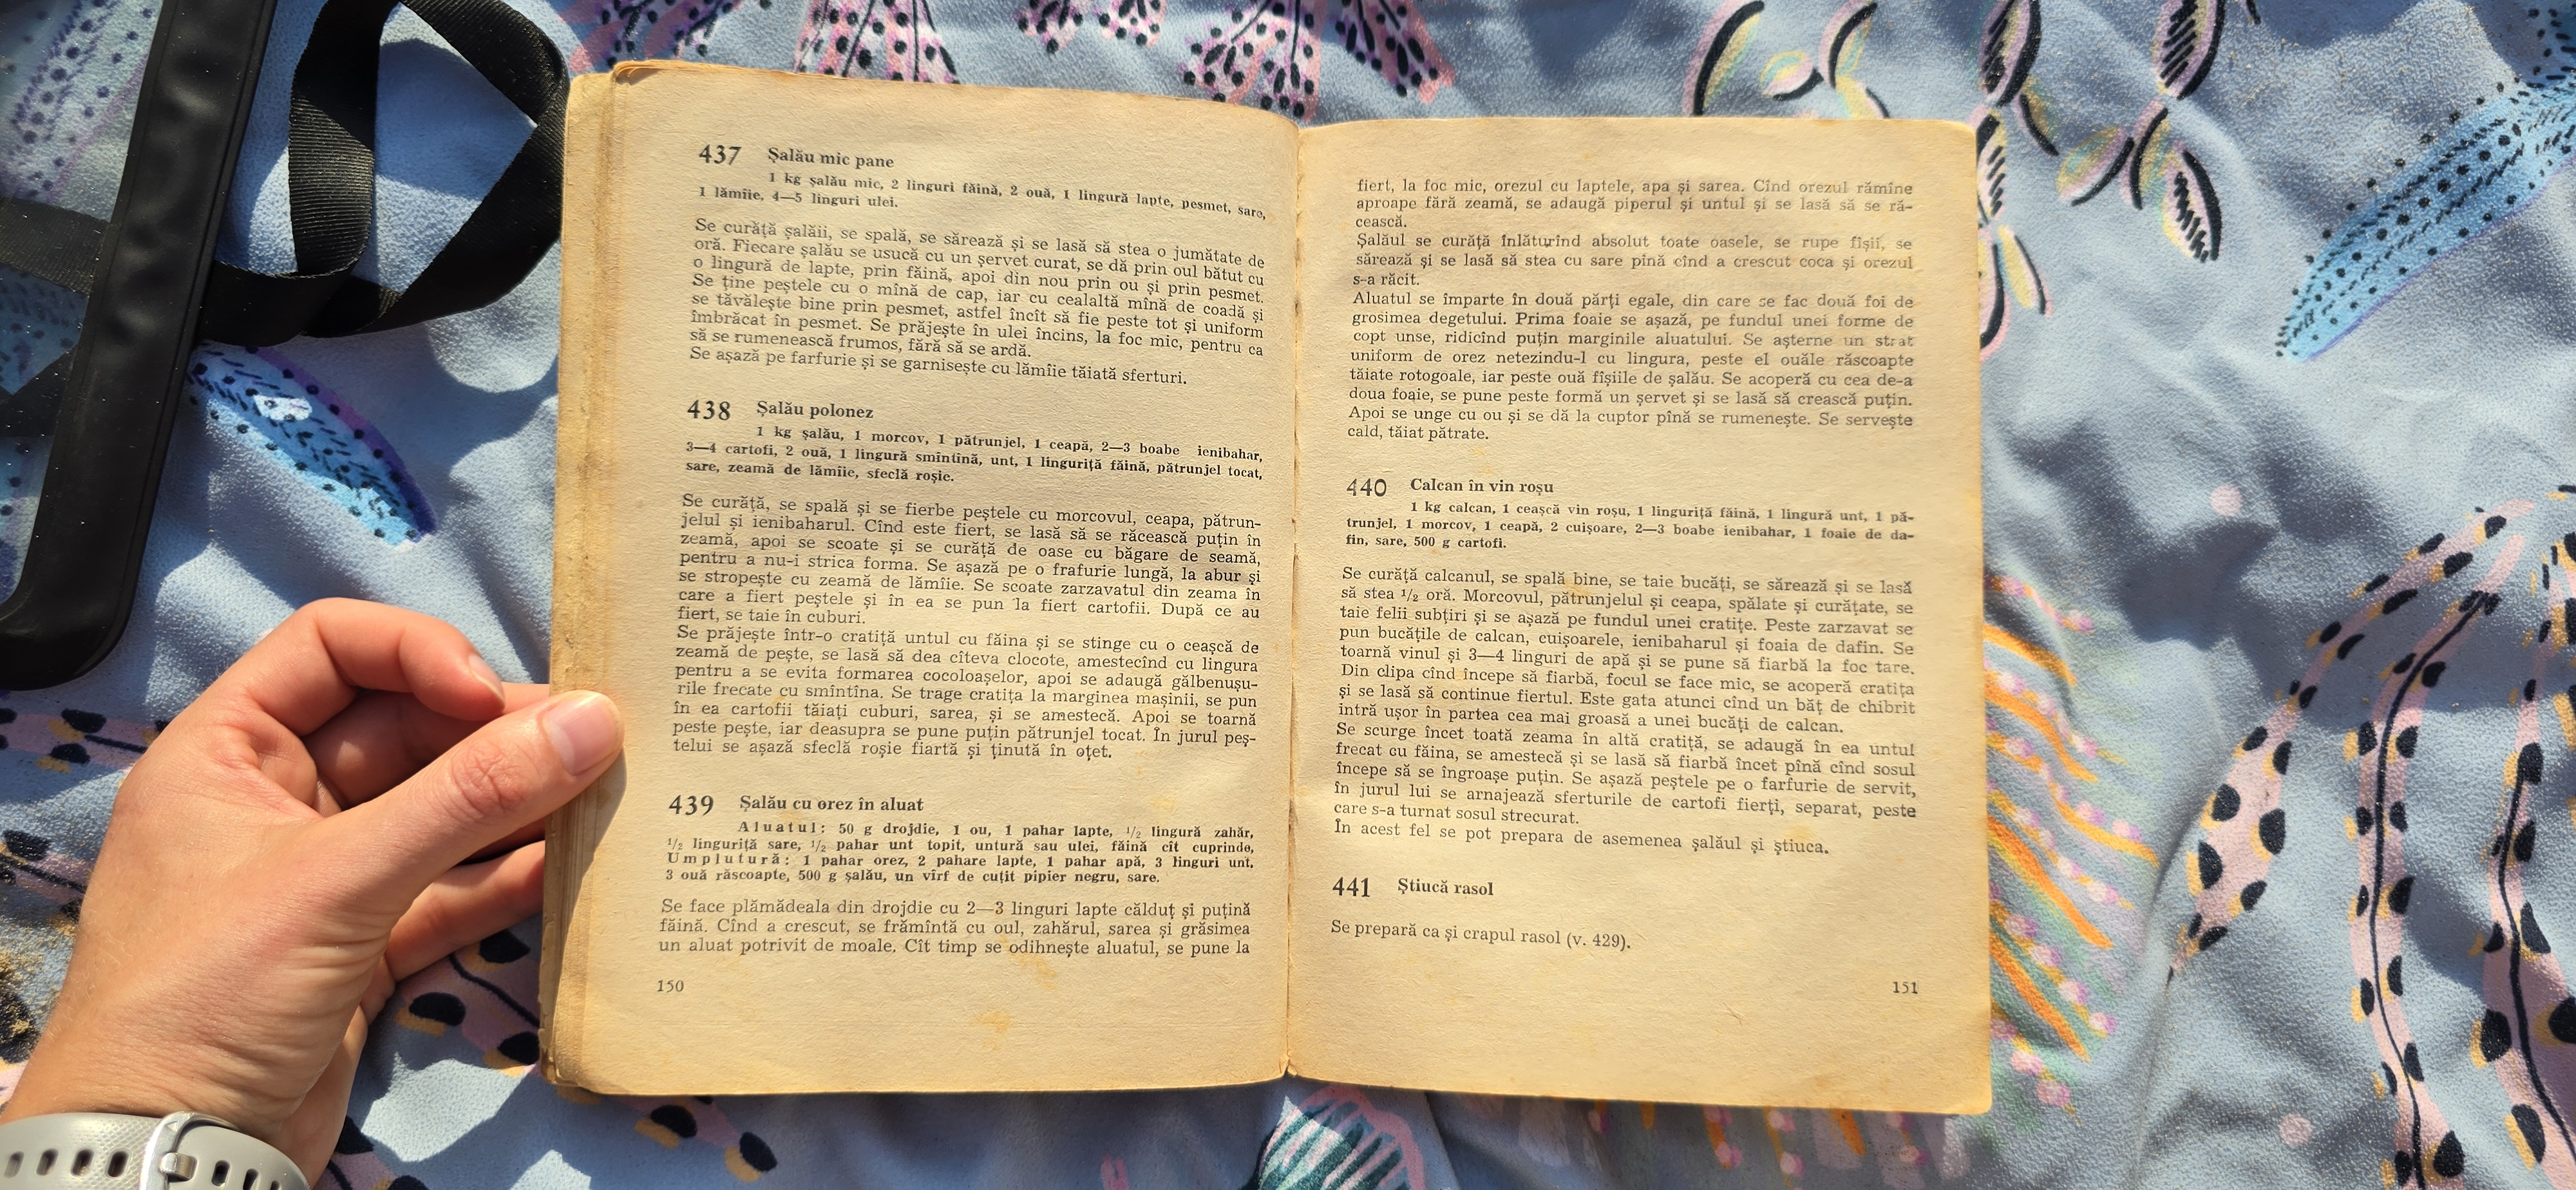 437 Șalău mic pane
1 kg șalău mic, 2 linguri făină, 2 ouă, 1 lingură lapte, pesmet, sare,
1 lămîie, 4—5 linguri ulei.
Se curăță șalăii, se spală, se sărează și se lasă să stea o jumătate de
oră. Fiecare șalău se usucă cu un șervet curat, se dă prin oul bătut cu
o lingură de lapte, prin făină, apoi din nou prin ou și prin pesmet.
Se ține peștele cu o mînă de cap, iar cu cealaltă mînă de coadă și
se tăvălește bine prin pesmet, astfel încît să fie peste tot și uniform
îmbrăcat în pesmet. Se prăjește în ulei încins, la foc mic, pentru ca
să se rumenească frumos, fără să se ardă.
Se așază pe farfurie și se garnisește cu lămîie tăiată sferturi.
438 Șalău polonez
1 kg șalău, 1 morcov, 1 pătrunjel, 1 ceapă, 2—3 boabe ienibahar,
3—4 cartofi, 2 ouă, 1 lingură smîntînă, unt, 1 linguriță făină, pătrunjel tocat,
sare, zeamă de lămîie, sfeclă roșie.
Se curăță, se spală și se fierbe peștele cu morcovul, ceapa, pătrun-
jelul și ienibaharul. Cînd este fiert, se lasă să se răcească puțin în
zeamă, apoi se scoate și se curăță de oase cu băgare de seamă,
pentru a nu-i strica forma. Se așază pe o frafurie lungă, la abur și
se stropește cu zeamă de lămîie. Se scoate zarzavatul din zeama în
care a fiert peștele și în ea se pun la fiert cartofii. După ce au
fiert, se taie în cuburi.
Se prăjește într-o cratiță untul cu făina și se stinge cu o ceașcă de
zeamă de pește, se lasă să dea cîteva clocote, amestecînd cu lingura
pentru a se evita formarea cocoloașelor, apoi se adaugă gălbenușu-
rile frecate cu smîntîna. Se trage cratița la marginea mașinii, se pun
în ea cartofii tăiați cuburi, sarea, și se amestecă. Apoi se toarnă
peste pește, iar deasupra se pune puțin pătrunjel tocat. În jurul peș-
telui se așază sfeclă roșie fiartă și ținută în oțet.
439 Șalău cu orez în aluat
Aluatul: 50 g drojdie, 1 ou, 1 pahar lapte, 1/2 lingură zahăr,
1/2 linguriță sare, 1/2 pahar unt topit, untură sau ulei, făină cît cuprinde,
Umplutură: 1 pahar orez, 2 pahare lapte, 1 pahar apă, 3 linguri unt,
3 ouă răscoapte, 500 g șalău, un vîrf de cuțit pipier negru, sare.
Se face plămădeala din drojdie cu 2—3 linguri lapte călduț și puțină
făină. Cînd a crescut, se frămîntă cu oul, zahărul, sarea și grăsimea
un aluat potrivit de moale. Cît timp se odihnește aluatul, se pune la
150
fiert, la foc mic, orezul cu laptele, apa și sarea. Cînd orezul rămîne
aproape fără zeamă, se adaugă piperul și untul și se lasă să se ră-
cească.
Șalăul se curăță înlăturînd absolut toate oasele, se rupe fîșii, se
sărează și se lasă să stea cu sare pînă cînd a crescut coca și orezul
s-a răcit.
Aluatul se împarte în două părți egale, din care se fac două foi de
grosimea degetului. Prima foaie se așază, pe fundul unei forme de
copt unse, ridicînd puțin marginile aluatului. Se așterne un strat
uniform de orez netezindu-l cu lingura, peste el ouăle răscoapte
tăiate rotogoale, iar peste ouă fîșiile de șalău. Se acoperă cu cea de-a
doua foaie, se pune peste formă un șervet și se lasă să crească puțin.
Apoi se unge cu ou și se dă la cuptor pînă se rumenește. Se servește
cald, tăiat pătrate.
440 Calcan în vin roșu
1 kg calcan, 1 ceașcă vin roșu, 1 linguriță făină, 1 lingură unt, 1 pă-
trunjel, 1 morcov, 1 ceapă, 2 cuișoare, 2—3 boabe ienibahar, 1 foaie de da-
fin, sare, 500 g cartofi.
Se curăță calcanul, se spală bine, se taie bucăți, se sărează și se lasă
să stea 1/2 oră. Morcovul, pătrunjelul și ceapa, spălate și curățate, se
taie felii subțiri și se așază pe fundul unei cratițe. Peste zarzavat se
pun bucățile de calcan, cuișoarele, ienibaharul și foaia de dafin. Se
toarnă vinul și 3—4 linguri de apă și se pune să fiarbă la foc tare.
Din clipa cînd începe să fiarbă, focul se face mic, se acoperă cratița
și se lasă să continue fiertul. Este gata atunci cînd un băț de chibrit
intră ușor în partea cea mai groasă a unei bucăți de calcan.
Se scurge încet toată zeama în altă cratiță, se adaugă în ea untul
frecat cu făina, se amestecă și se lasă să fiarbă încet pînă cînd sosul
începe să se îngroașe puțin. Se așază peștele pe o farfurie de servit,
în jurul lui se arnajează sferturile de cartofi fierți, separat, peste
care s-a turnat sosul strecurat.
În acest fel se pot prepara de asemenea șalăul și știuca.
441 Știucă rasol
Se prepară ca și crapul rasol (v. 429).
151